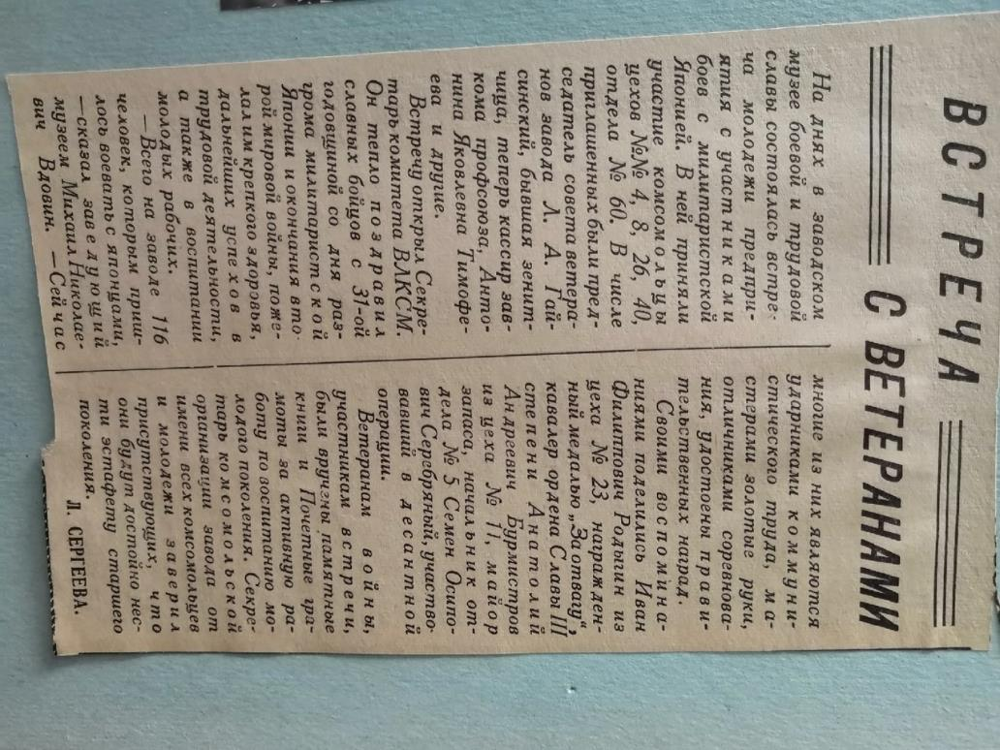 ВСТРЕЧА
С ВЕТЕРАНАМИ
На днях в заводском
музее боевой и трудовой
славы состоялась встре-
ча молодежи предпри-
ятия с участниками
боев с милитаристской
Японией. В ней приняли
участие комсомольцы
цехов №№ 4, 8, 26, 40,
отдела № 60. В числе
приглашенных были пред-
седатель совета ветера-
нов завода Л. А. Гай-
синский, бывшая зенит-
чица, теперь кассир зав-
кома профсоюза, Анто-
нина Яковлевна Тимофе-
ева и другие.
Встречу открыл Секре-
тарь комитета ВЛКСМ.
Он тепло поздравил
славных бойцов с 31-ой
годовщиной со дня раз-
грома милитаристской
Японии и окончания вто-
рой мировой войны, поже-
лал им крепкого здоровья,
дальнейших успехов в
трудовой деятельности,
а также в воспитании
молодых рабочих.
—Всего на заводе 116
человек, которым приш-
лось воевать с японцами,
—сказал заведующий
музеем Михаил Николае-
вич Вдовин. —Сейчас
многие из них являются
ударниками коммуни-
стического труда, ма-
стерами золотые руки,
отличниками соревнова-
ния, удостоены прави-
тельственных наград.
Своими воспомина-
ниями поделились Иван
Филиппович Родыгин из
цеха № 23, награжден-
ный медалью „За отвагу“,
кавалер ордена Славы III
степени Анатолий
Андреевич Бурмистров
из цеха № 11, майор
запаса, начальник от-
дела № 5 Семен Осипо-
вич Серебряный, участво-
вавший в десантной
операции.
Ветеранам войны,
участникам встречи,
были вручены памятные
книги и Почетные гра-
моты за активную ра-
боту по воспитанию мо-
лодого поколения. Секре-
тарь комсомольской
организации завода от
имени всех комсомольцев
и молодежи заверил
присутствующих, что
они будут достойно нес-
ти эстафету старшего
поколения.
Л. СЕРГЕЕВА.